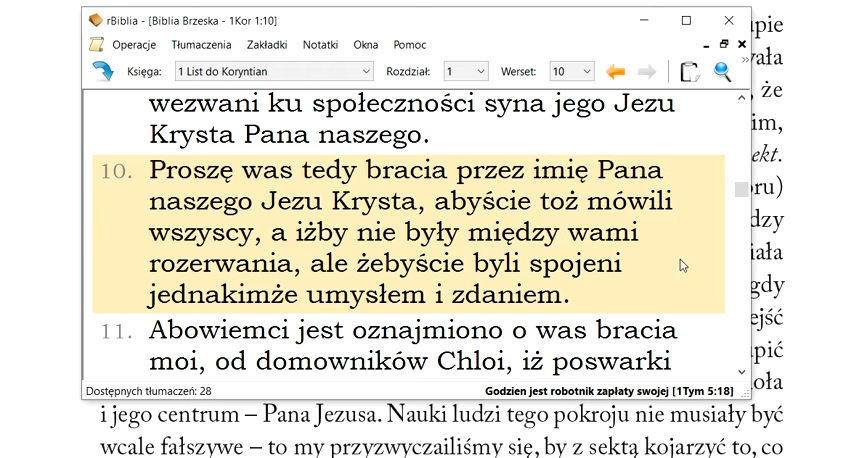 rBiblia - [Biblia Brzeska - 1Kor 1:10]
Operacje Tłumaczenia Zakładki Notatki Okna Pomoc
Księga: 1 List do Koryntian Rozdział: 1 Werset: 10
wezwani ku społeczności syna jego Jezu
Krysta Pana naszego.
10. Proszę was tedy bracia przez imię Pana
naszego Jezu Krysta, abyście toż mówili
wszyscy, a iżby nie były między wami
rozerwania, ale żebyście byli spojeni
jednakimże umysłem i zdaniem.
11. Abowiemci jest oznajmiono o was bracia
moi, od domowników Chloi, iż poswarki
Dostępnych tłumaczeń: 28 Godzien jest robotnik zapłaty swojej [1Tym 5:18]
że
i jego centrum – Pana Jezusa. Nauki ludzi tego pokroju nie musiały być
wcale fałszywe – to my przyzwyczailiśmy się, by z sektą kojarzyć to, co